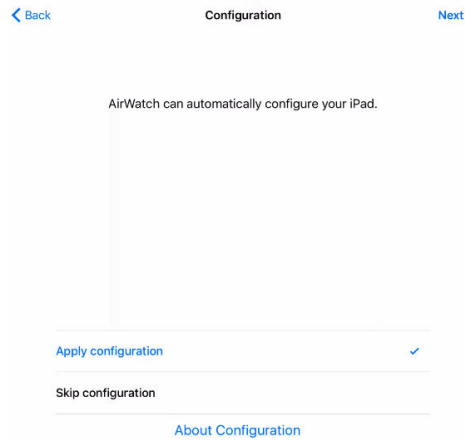 Back Configuration Next
AirWatch can automatically configure your iPad.
Apply configuration
Skip configuration
About Configuration